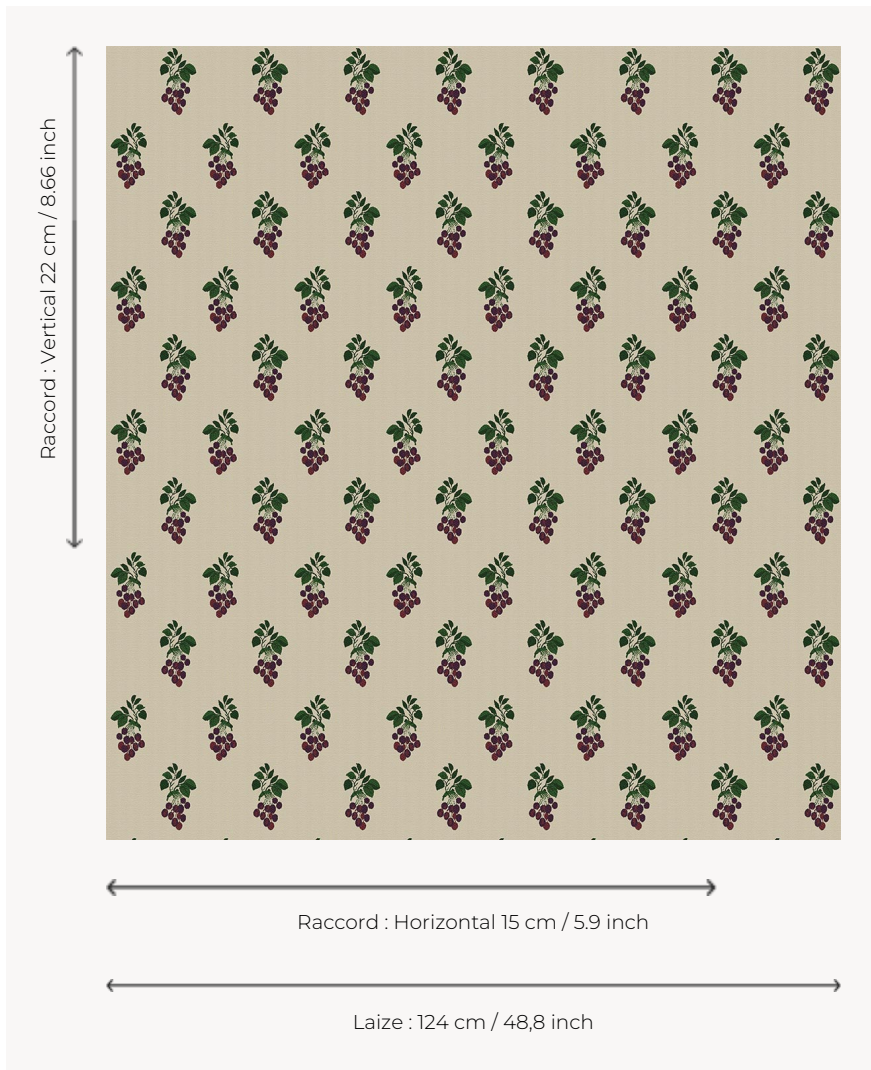 Raccord : Vertical 22 cm / 8.66 inch
Raccord : Horizontal 15 cm / 5.9 inch
Laize : 124 cm / 48,8 inch